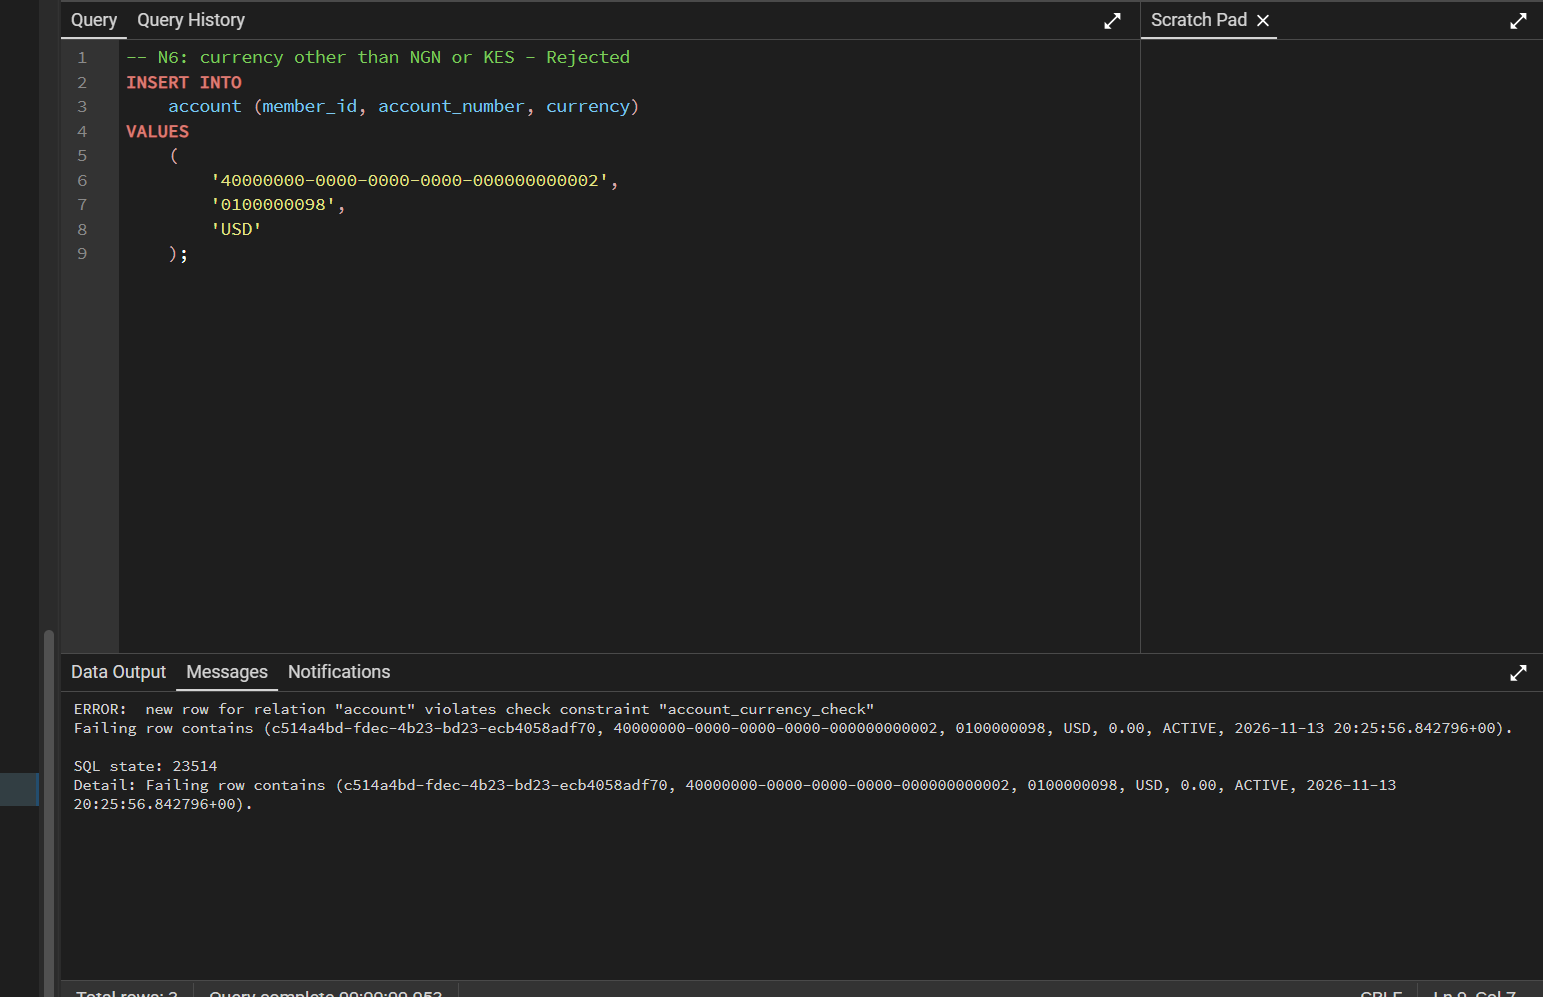 Query Query History
Scratch Pad
1 -- N6: currency other than NGN or KES - Rejected
2 INSERT INTO
3 account (member_id, account_number, currency)
4 VALUES
5 (
6 '40000000-0000-0000-0000-000000000002',
7 '0100000098',
8 'USD'
9 );
Data Output Messages Notifications
ERROR:  new row for relation "account" violates check constraint "account_currency_check"
Failing row contains (c514a4bd-fdec-4b23-bd23-ecb4058adf70, 40000000-0000-0000-0000-000000000002, 0100000098, USD, 0.00, ACTIVE, 2026-11-13 20:25:56.842796+00).
SQL state: 23514
Detail: Failing row contains (c514a4bd-fdec-4b23-bd23-ecb4058adf70, 40000000-0000-0000-0000-000000000002, 0100000098, USD, 0.00, ACTIVE, 2026-11-13
20:25:56.842796+00).
Total rows: Query complete CRLF